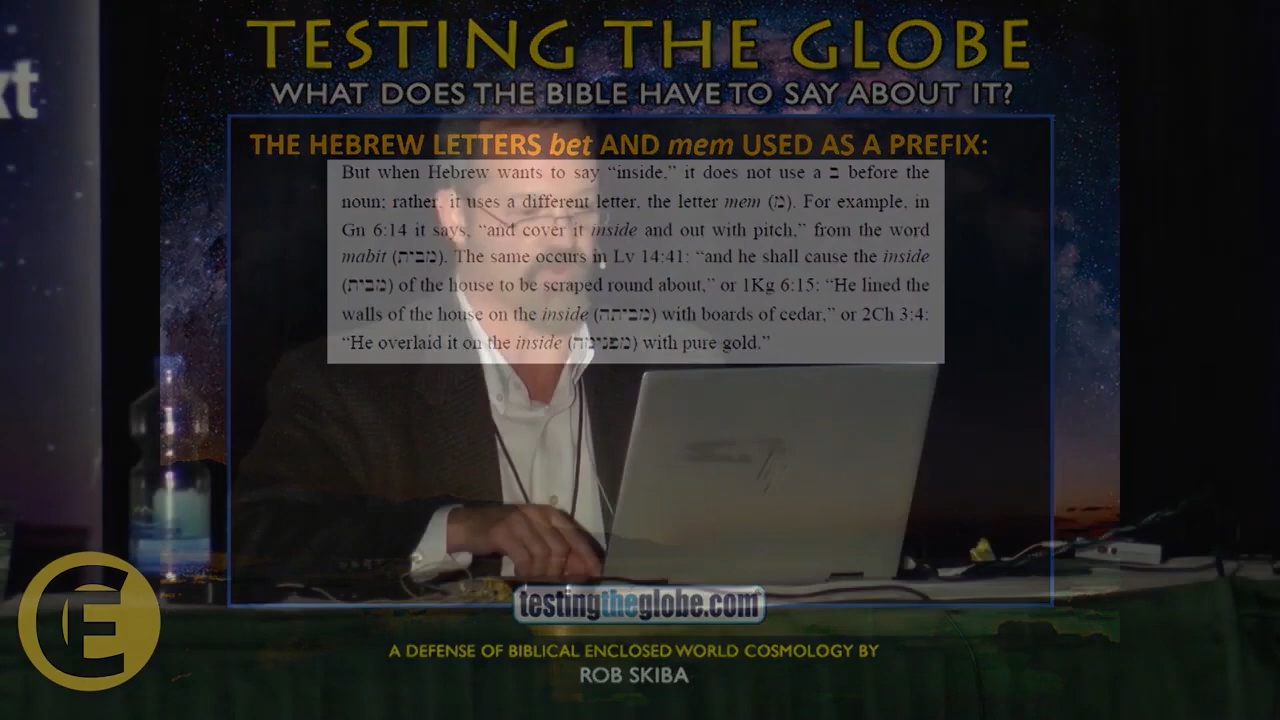 TESTING THE GLOBE
WHAT DOES THE BIBLE HAVE TO SAY ABOUT IT?
xt
THE HEBREW LETTERS bet AND mem USED AS A PREFIX:
But when Hebrew wants to say “inside,” it does not use a ב before the
noun; rather, it uses a different letter, the letter mem (מ). For example, in
Gn 6:14 it says, “and cover it inside and out with pitch,” from the word
mabit (מבית). The same occurs in Lv 14:41: “and he shall cause the inside
(מבית) of the house to be scraped round about,” or 1Kg 6:15: “He lined the
walls of the house on the inside (מביתה) with boards of cedar,” or 2Ch 3:4:
“He overlaid it on the inside (מפנימה) with pure gold.”
testingtheglobe.com
A DEFENSE OF BIBLICAL ENCLOSED WORLD COSMOLOGY BY
ROB SKIBA